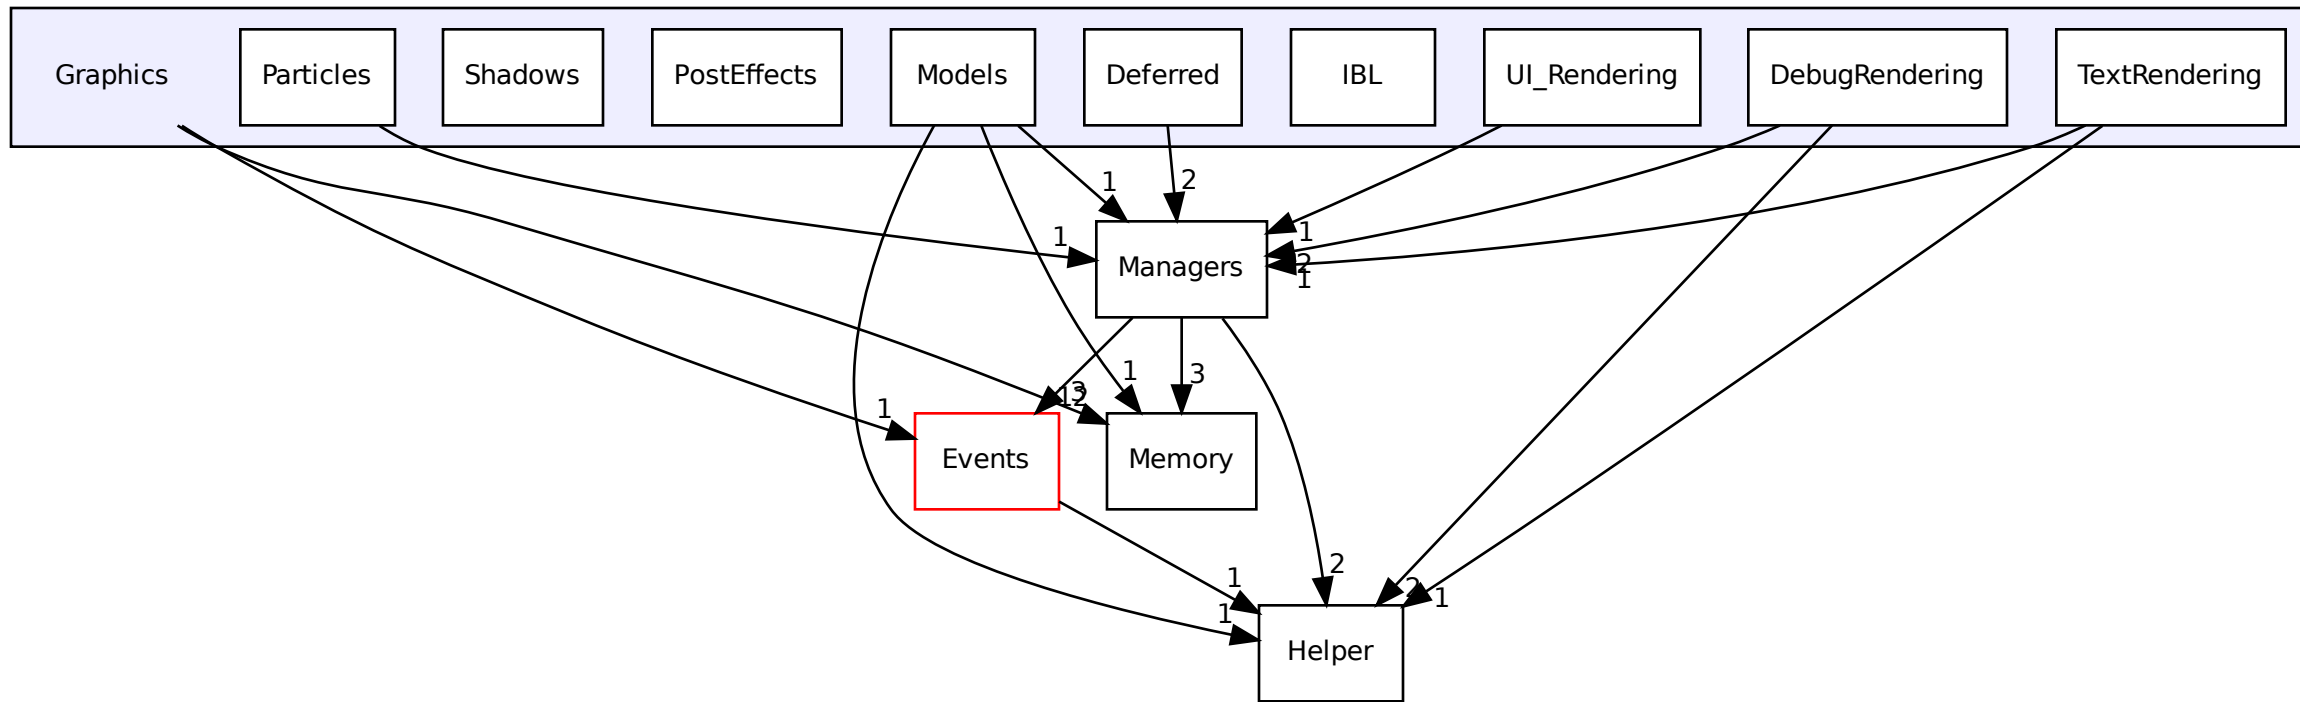 Graphics
Particles
Shadows
PostEffects
Models
Deferred
IBL
UI_Rendering
DebugRendering
TextRendering
1
2
1
1
Managers
2
1
1
3
3
12
1
Events
Memory
2
1
2
1
1
Helper